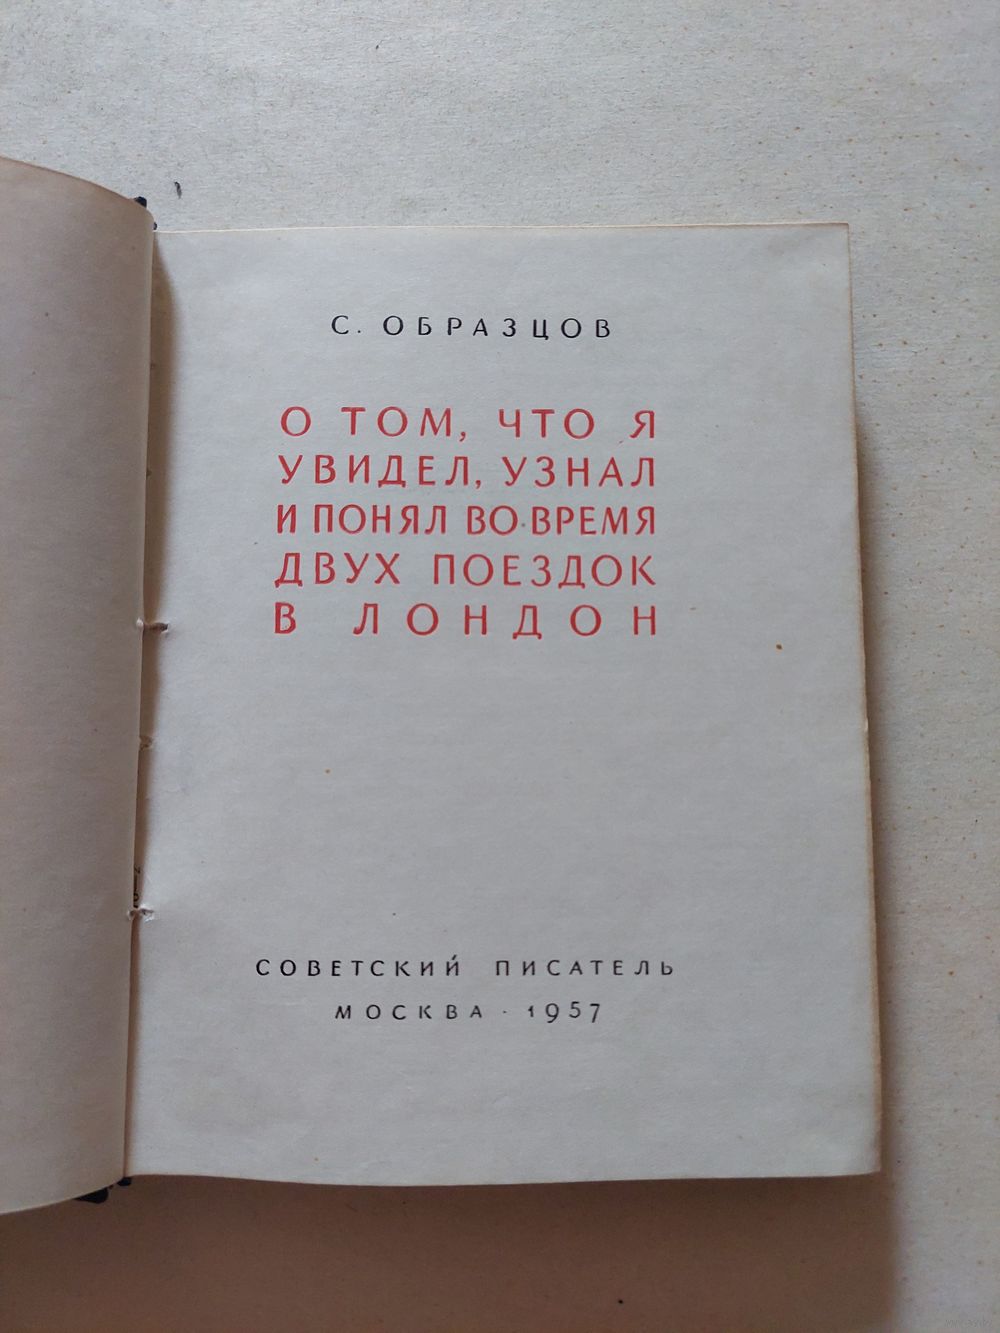 С. ОБРАЗЦОВ
О ТОМ, ЧТО Я
УВИДЕЛ, УЗНАЛ
И ПОНЯЛ ВО ВРЕМЯ
ДВУХ ПОЕЗДОК
В ЛОНДОН
СОВЕТСКИЙ ПИСАТЕЛЬ
МОСКВА · 1957